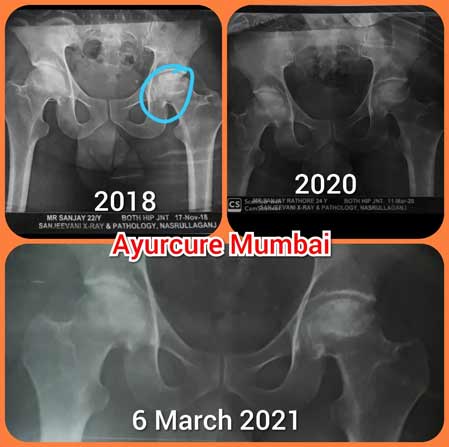 2018
MR SANJAY 22/Y BOTH HIP JNT 17-Nov-18
SANJEEVANI X-RAY & PATHOLOGY, NASRULLAGANJ
2020
CS
MR SANJAY RATHORE 24 Y BOTH HIP JNT. 11-Mar-20
SANJEEVANI X-RAY & PATHOLOGY, NASRULLAGANJ
Ayurcure Mumbai
6 March 2021